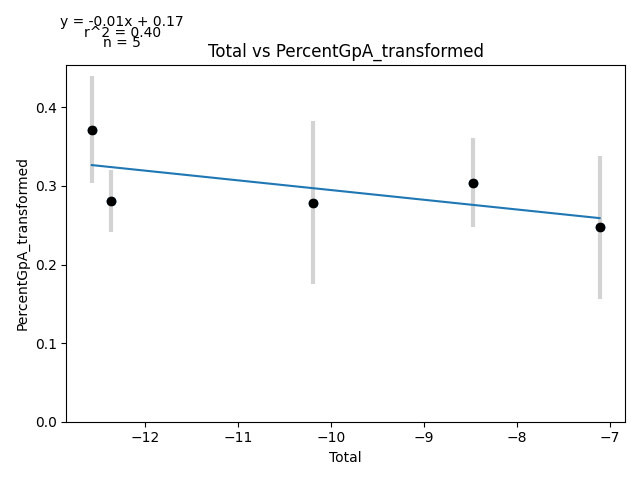 y = -0.01x + 0.17
r^2 = 0.40
n = 5
Total vs PercentGpA_transformed
PercentGpA_transformed
0.4
0.3
0.2
0.1
0.0
−12
−11
−10
−9
−8
−7
Total